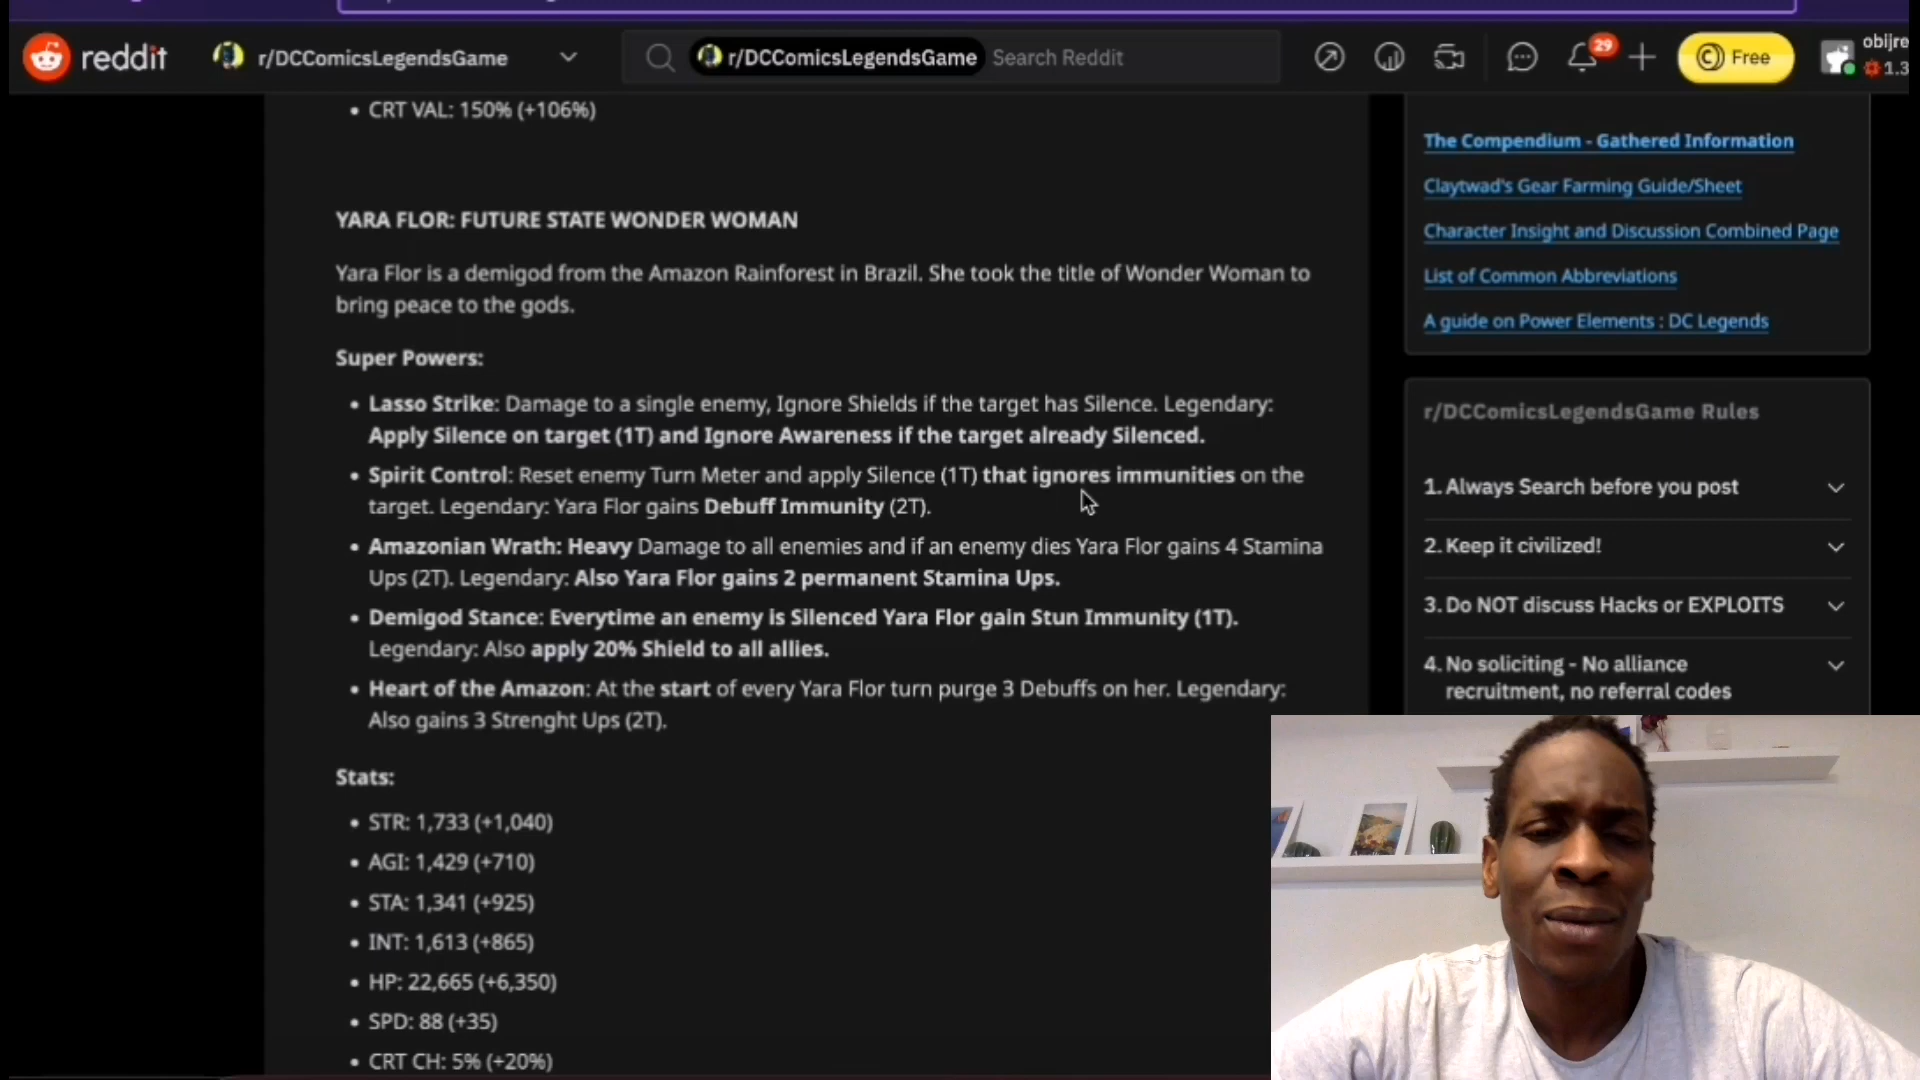 reddit
r/DCComicsLegendsGame
r/DCComicsLegendsGame Search Reddit
29
Free
obijre
1.3
CRT VAL: 150% (+106%)
YARA FLOR: FUTURE STATE WONDER WOMAN
Yara Flor is a demigod from the Amazon Rainforest in Brazil. She took the title of Wonder Woman to
bring peace to the gods.
Super Powers:
Lasso Strike: Damage to a single enemy, Ignore Shields if the target has Silence. Legendary:
Apply Silence on target (1T) and Ignore Awareness if the target already Silenced.
Spirit Control: Reset enemy Turn Meter and apply Silence (1T) that ignores immunities on the
target. Legendary: Yara Flor gains Debuff Immunity (2T).
Amazonian Wrath: Heavy Damage to all enemies and if an enemy dies Yara Flor gains 4 Stamina
Ups (2T). Legendary: Also Yara Flor gains 2 permanent Stamina Ups.
Demigod Stance: Everytime an enemy is Silenced Yara Flor gain Stun Immunity (1T).
Legendary: Also apply 20% Shield to all allies.
Heart of the Amazon: At the start of every Yara Flor turn purge 3 Debuffs on her. Legendary:
Also gains 3 Strenght Ups (2T).
Stats:
STR: 1,733 (+1,040)
AGI: 1,429 (+710)
STA: 1,341 (+925)
INT: 1,613 (+865)
HP: 22,665 (+6,350)
SPD: 88 (+35)
CRT CH: 5% (+20%)
The Compendium - Gathered Information
Claytwad's Gear Farming Guide/Sheet
Character Insight and Discussion Combined Page
List of Common Abbreviations
A guide on Power Elements : DC Legends
r/DCComicsLegendsGame Rules
1. Always Search before you post
2. Keep it civilized!
3. Do NOT discuss Hacks or EXPLOITS
4. No soliciting - No alliance
recruitment, no referral codes